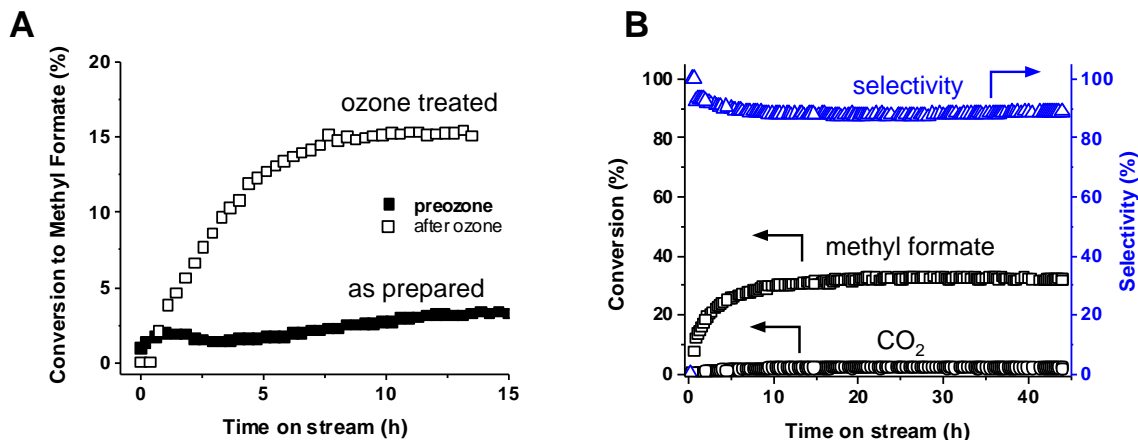 A
Conversion to Methyl Formate (%)
20
15
10
5
0
ozone treated
preozone
after ozone
as prepared
0
5
10
15
Time on stream (h)
B
Conversion (%)
100
80
60
40
20
0
selectivity
methyl formate
CO2
100
80
60
40
20
0
Selectivity (%)
0
10
20
30
40
Time on stream (h)